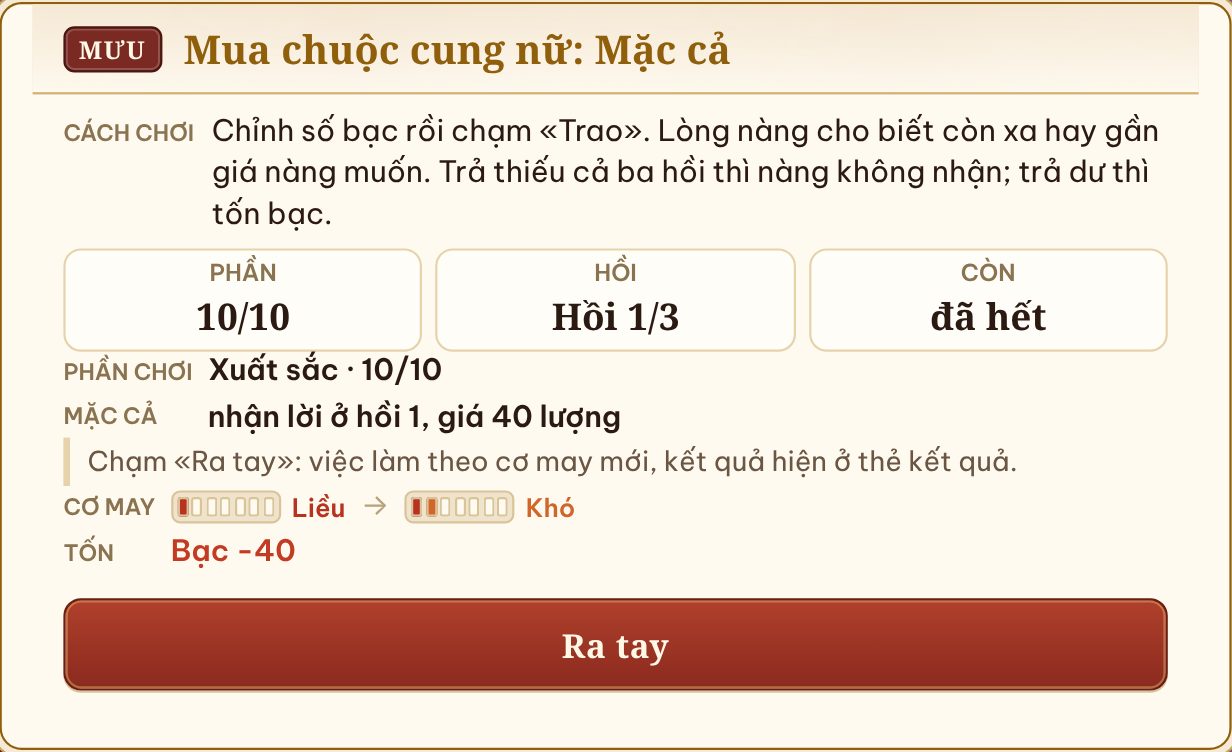 MƯU Mua chuộc cung nữ: Mặc cả
CÁCH CHƠI Chỉnh số bạc rồi chạm «Trao». Lòng nàng cho biết còn xa hay gần
giá nàng muốn. Trả thiếu cả ba hồi thì nàng không nhận; trả dư thì
tốn bạc.
PHẦN HỒI CÒN
10/10 Hồi 1/3 đã hết
PHẦN CHƠI Xuất sắc · 10/10
MẶC CẢ nhận lời ở hồi 1, giá 40 lượng
Chạm «Ra tay»: việc làm theo cơ may mới, kết quả hiện ở thẻ kết quả.
CƠ MAY Liều → Khó
TỐN Bạc -40
Ra tay